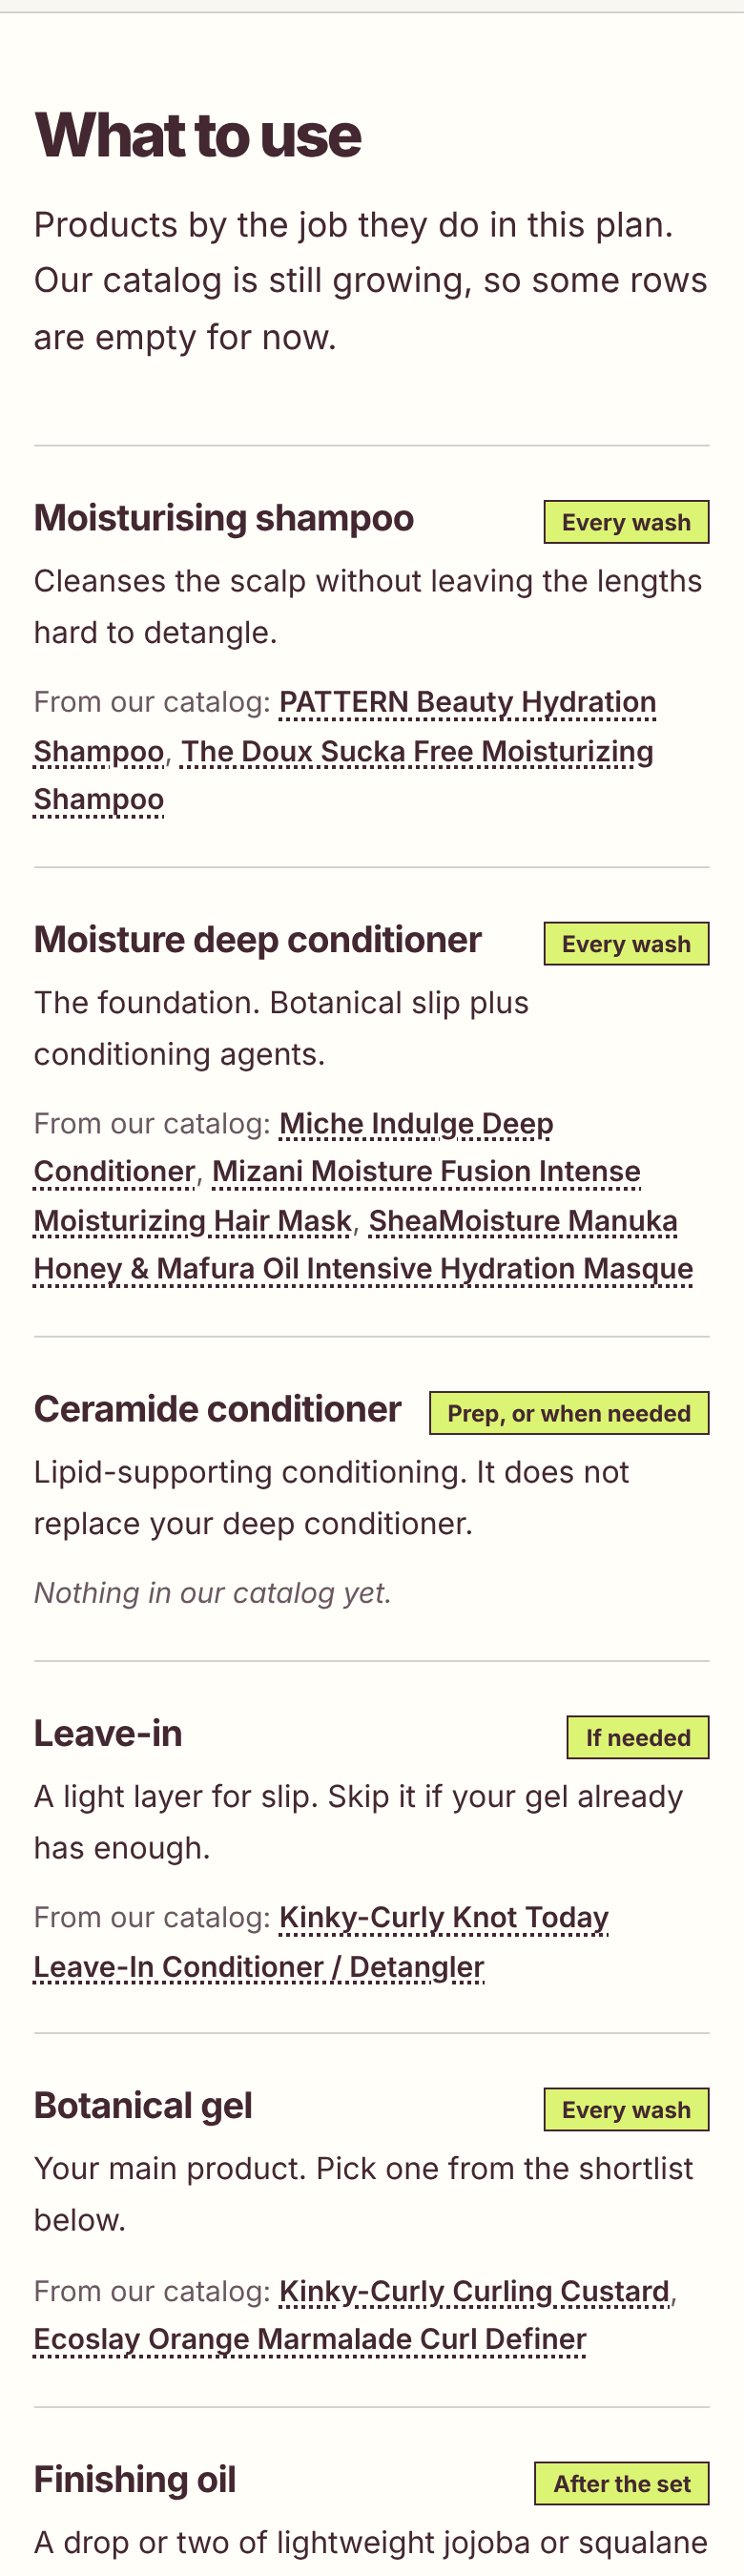 What to use
Products by the job they do in this plan.
Our catalog is still growing, so some rows
are empty for now.
Moisturising shampoo
Every wash
Cleanses the scalp without leaving the lengths
hard to detangle.
From our catalog: PATTERN Beauty Hydration
Shampoo, The Doux Sucka Free Moisturizing
Shampoo
Moisture deep conditioner
Every wash
The foundation. Botanical slip plus
conditioning agents.
From our catalog: Miche Indulge Deep
Conditioner, Mizani Moisture Fusion Intense
Moisturizing Hair Mask, SheaMoisture Manuka
Honey & Mafura Oil Intensive Hydration Masque
Ceramide conditioner
Prep, or when needed
Lipid-supporting conditioning. It does not
replace your deep conditioner.
Nothing in our catalog yet.
Leave-in
If needed
A light layer for slip. Skip it if your gel already
has enough.
From our catalog: Kinky-Curly Knot Today
Leave-In Conditioner / Detangler
Botanical gel
Every wash
Your main product. Pick one from the shortlist
below.
From our catalog: Kinky-Curly Curling Custard,
Ecoslay Orange Marmalade Curl Definer
Finishing oil
After the set
A drop or two of lightweight jojoba or squalane